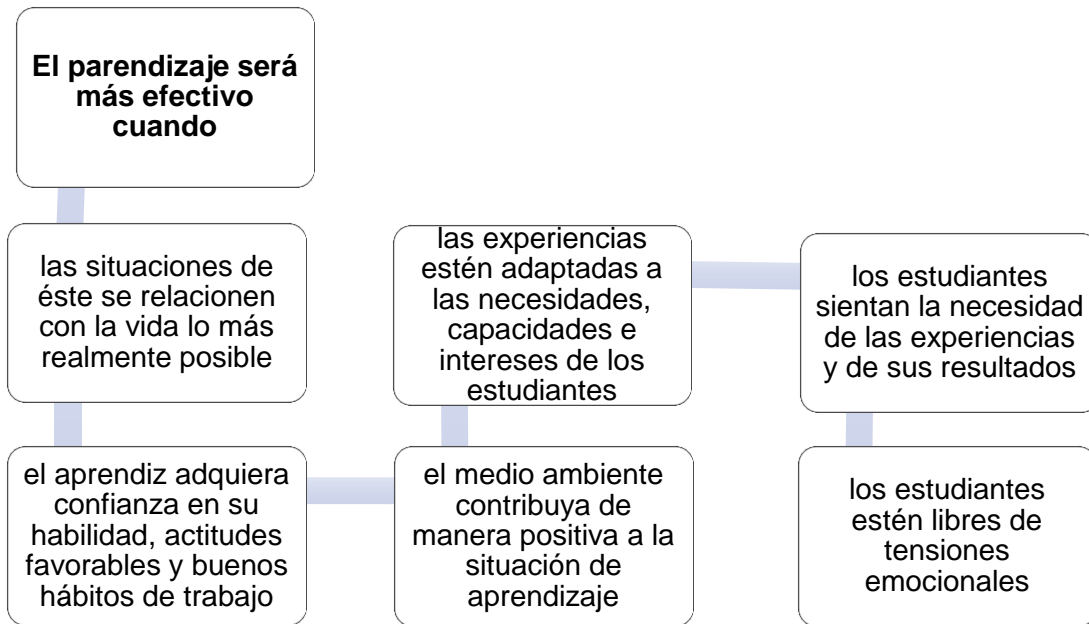 El parendizaje será
más efectivo
cuando
las situaciones de
éste se relacionen
con la vida lo más
realmente posible
el aprendiz adquiera
confianza en su
habilidad, actitudes
favorables y buenos
hábitos de trabajo
el medio ambiente
contribuya de
manera positiva a la
situación de
aprendizaje
las experiencias
estén adaptadas a
las necesidades,
capacidades e
intereses de los
estudiantes
los estudiantes
sientan la necesidad
de las experiencias
y de sus resultados
los estudiantes
estén libres de
tensiones
emocionales